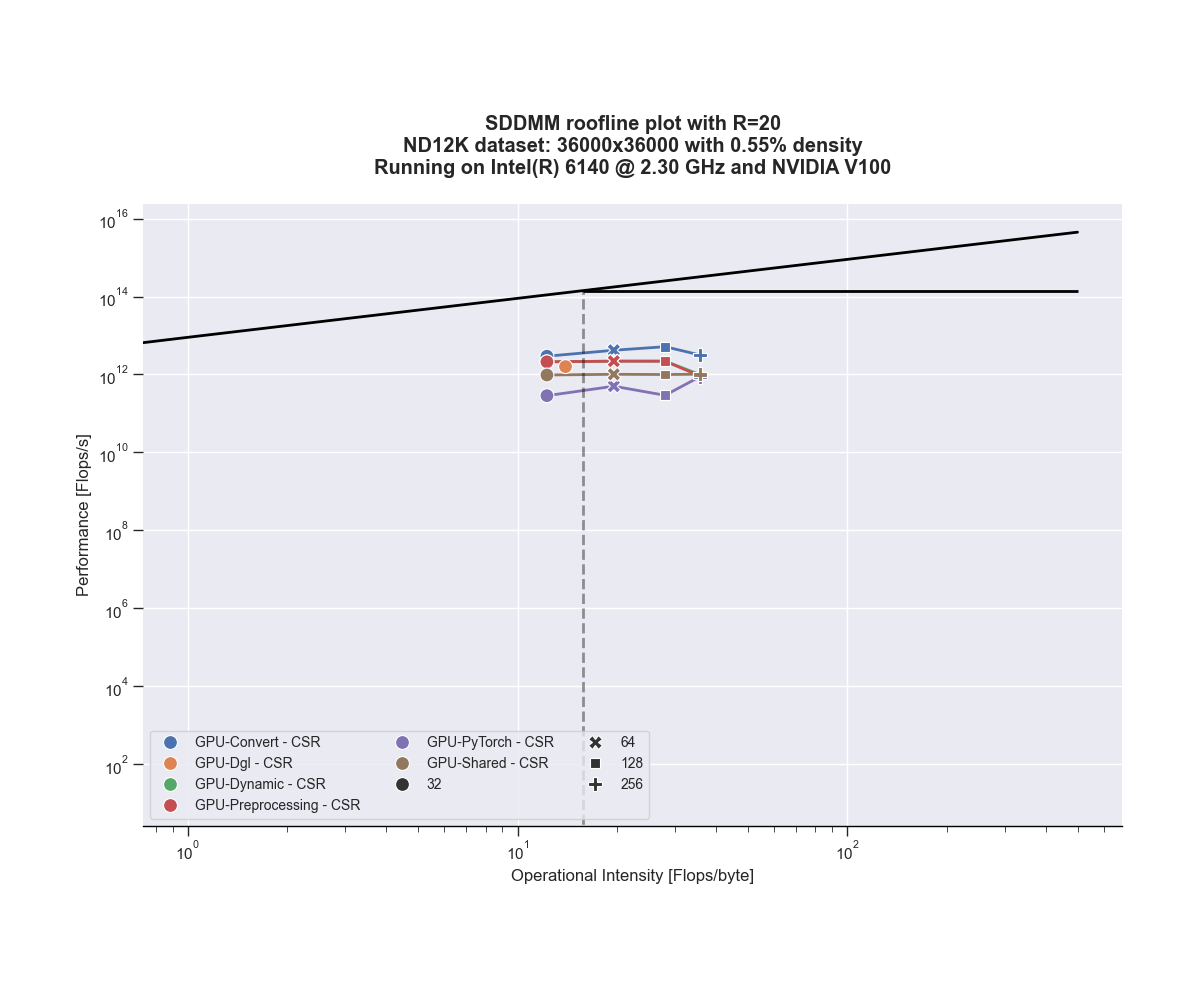 SDDMM roofline plot with R=20
ND12K dataset: 36000x36000 with 0.55% density
Running on Intel(R) 6140 @ 2.30 GHz and NVIDIA V100
Performance [Flops/s]
10^16
10^14
10^12
10^10
10^8
10^6
10^4
10^2
GPU-Convert - CSR
GPU-Dgl - CSR
GPU-Dynamic - CSR
GPU-Preprocessing - CSR
GPU-PyTorch - CSR
GPU-Shared - CSR
32
64
128
256
10^0
10^1
10^2
Operational Intensity [Flops/byte]